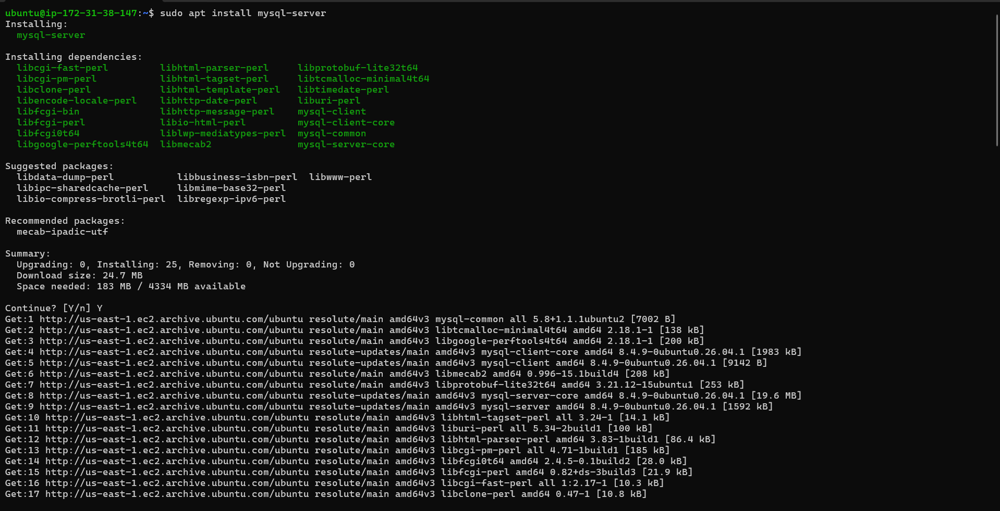 ubuntu@ip-172-31-38-147:~$ sudo apt install mysql-server
Installing:
  mysql-server

Installing dependencies:
  libcgi-fast-perl         libhtml-parser-perl     libprotobuf-lite32t64
  libcgi-pm-perl           libhtml-tagset-perl     libtcmalloc-minimal4t64
  libclone-perl            libhtml-template-perl   libtimedate-perl
  libencode-locale-perl    libhttp-date-perl       liburi-perl
  libfcgi-bin              libhttp-message-perl    mysql-client
  libfcgi-perl             libio-html-perl         mysql-client-core
  libfcgi0t64              liblwp-mediatypes-perl  mysql-common
  libgoogle-perftools4t64  libmecab2               mysql-server-core

Suggested packages:
  libdata-dump-perl           libbusiness-isbn-perl  libwww-perl
  libipc-sharedcache-perl     libmime-base32-perl
  libio-compress-brotli-perl  libregexp-ipv6-perl

Recommended packages:
  mecab-ipadic-utf

Summary:
  Upgrading: 0, Installing: 25, Removing: 0, Not Upgrading: 0
  Download size: 24.7 MB
  Space needed: 183 MB / 4334 MB available

Continue? [Y/n] Y
Get:1 http://us-east-1.ec2.archive.ubuntu.com/ubuntu resolute/main amd64v3 mysql-common all 5.8+1.1.1ubuntu2 [7002 B]
Get:2 http://us-east-1.ec2.archive.ubuntu.com/ubuntu resolute/main amd64v3 libtcmalloc-minimal4t64 amd64 2.18.1-1 [138 kB]
Get:3 http://us-east-1.ec2.archive.ubuntu.com/ubuntu resolute/main amd64v3 libgoogle-perftools4t64 amd64 2.18.1-1 [200 kB]
Get:4 http://us-east-1.ec2.archive.ubuntu.com/ubuntu resolute-updates/main amd64v3 mysql-client-core amd64 8.4.9-0ubuntu0.26.04.1 [1983 kB]
Get:5 http://us-east-1.ec2.archive.ubuntu.com/ubuntu resolute-updates/main amd64v3 mysql-client amd64 8.4.9-0ubuntu0.26.04.1 [9142 B]
Get:6 http://us-east-1.ec2.archive.ubuntu.com/ubuntu resolute/main amd64v3 libmecab2 amd64 0.996-15.1build4 [208 kB]
Get:7 http://us-east-1.ec2.archive.ubuntu.com/ubuntu resolute/main amd64v3 libprotobuf-lite32t64 amd64 3.21.12-15ubuntu1 [253 kB]
Get:8 http://us-east-1.ec2.archive.ubuntu.com/ubuntu resolute-updates/main amd64v3 mysql-server-core amd64 8.4.9-0ubuntu0.26.04.1 [19.6 MB]
Get:9 http://us-east-1.ec2.archive.ubuntu.com/ubuntu resolute-updates/main amd64v3 mysql-server amd64 8.4.9-0ubuntu0.26.04.1 [1592 kB]
Get:10 http://us-east-1.ec2.archive.ubuntu.com/ubuntu resolute/main amd64v3 libhtml-tagset-perl all 3.24-1 [14.1 kB]
Get:11 http://us-east-1.ec2.archive.ubuntu.com/ubuntu resolute/main amd64v3 liburi-perl all 5.34-2build1 [100 kB]
Get:12 http://us-east-1.ec2.archive.ubuntu.com/ubuntu resolute/main amd64v3 libhtml-parser-perl amd64 3.83-1build1 [86.4 kB]
Get:13 http://us-east-1.ec2.archive.ubuntu.com/ubuntu resolute/main amd64v3 libcgi-pm-perl all 4.71-1build1 [185 kB]
Get:14 http://us-east-1.ec2.archive.ubuntu.com/ubuntu resolute/main amd64v3 libfcgi0t64 amd64 2.4.5-0.1build2 [28.0 kB]
Get:15 http://us-east-1.ec2.archive.ubuntu.com/ubuntu resolute/main amd64v3 libfcgi-perl amd64 0.82+ds-3build3 [21.9 kB]
Get:16 http://us-east-1.ec2.archive.ubuntu.com/ubuntu resolute/main amd64v3 libcgi-fast-perl all 1:2.17-1 [10.3 kB]
Get:17 http://us-east-1.ec2.archive.ubuntu.com/ubuntu resolute/main amd64v3 libclone-perl amd64 0.47-1 [10.8 kB]